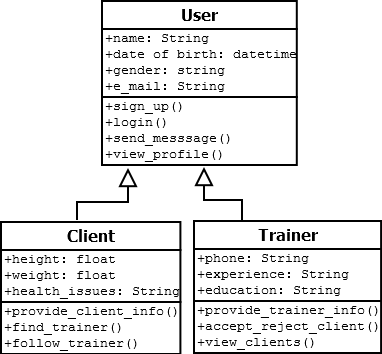 User
+name: String
+date of birth: datetime
+gender: string
+e_mail: String
+sign_up()
+login()
+send_messsage()
+view_profile()
Client
+height: float
+weight: float
+health_issues: String
+provide_client_info()
+find_trainer()
+follow_trainer()
Trainer
+phone: String
+experience: String
+education: String
+provide_trainer_info()
+accept_reject_client()
+view_clients()